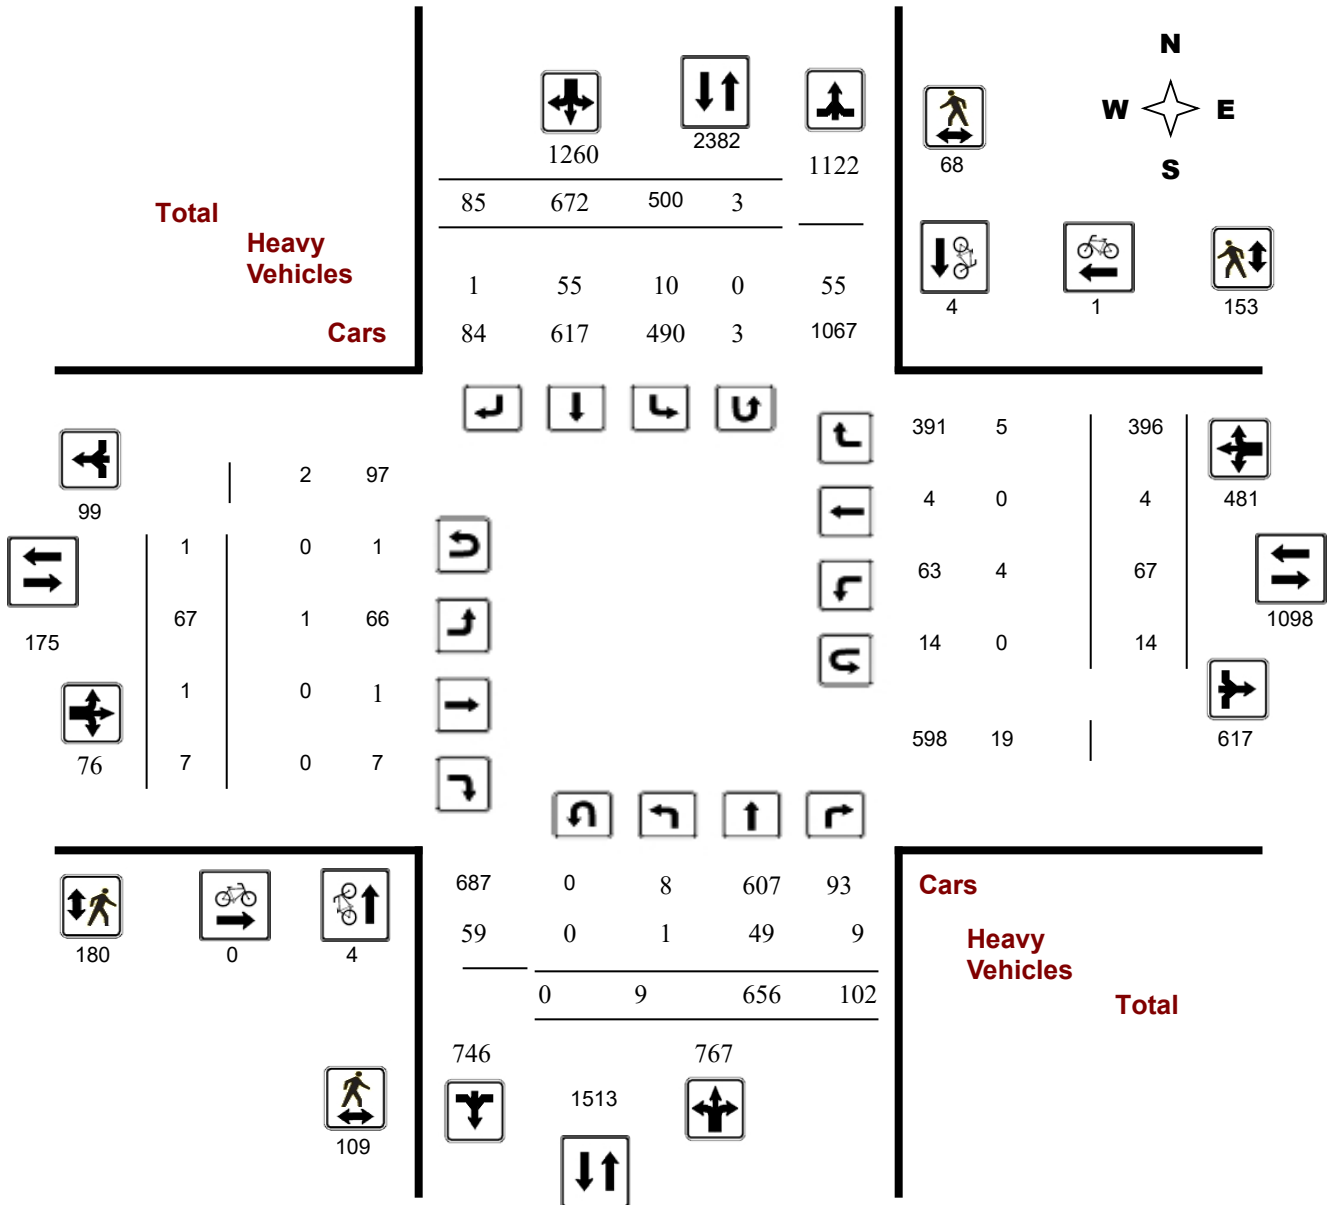 N
W E
S
1260 2382 1122 68
85 672 500 3
Total
Heavy
Vehicles
Cars
1 55 10 0 55
84 617 490 3 1067
4 1 153
391 5 396
4 0 4 481
63 4 67
14 0 14
1098
598 19 617
2 97
99
1 0 1
67 1 66
175
1 0 1
76 7 0 7
180 0 4
687 0 8 607 93
59 0 1 49 9
0 9 656 102
Cars
Heavy
Vehicles
Total
746 767
1513
109